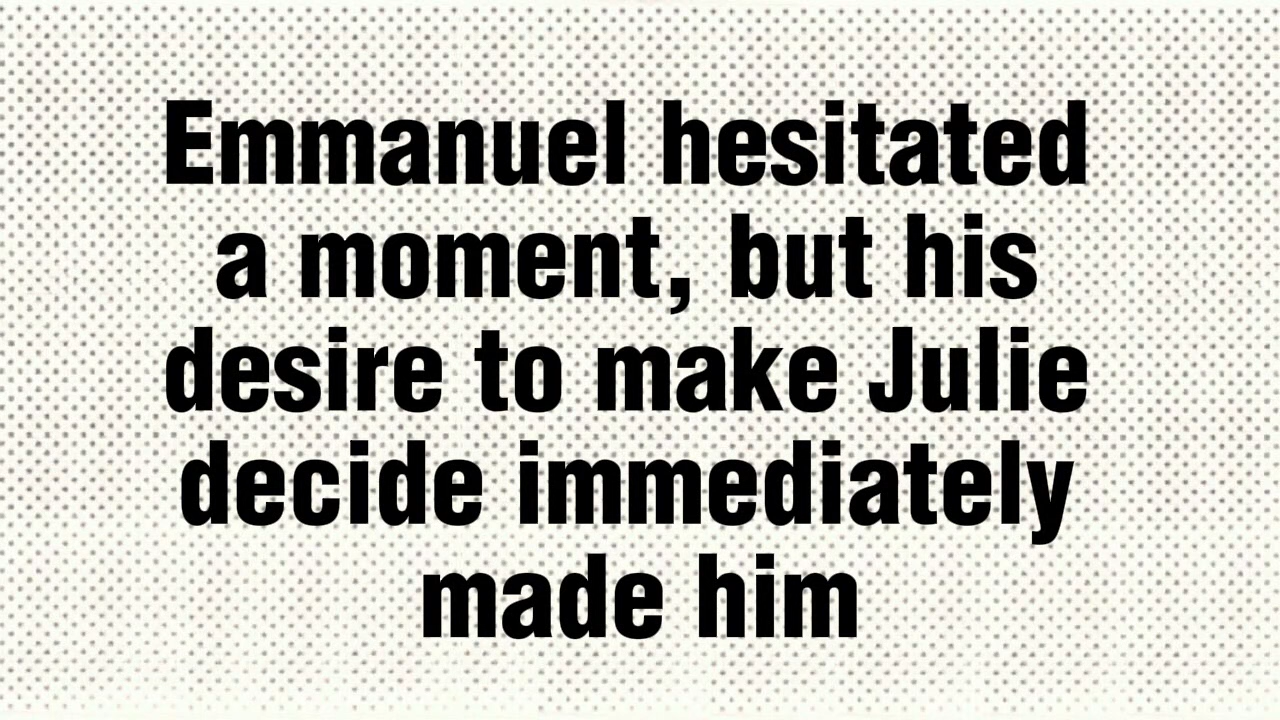 Emmanuel hesitated
a moment, but his
desire to make Julie
decide immediately
made him